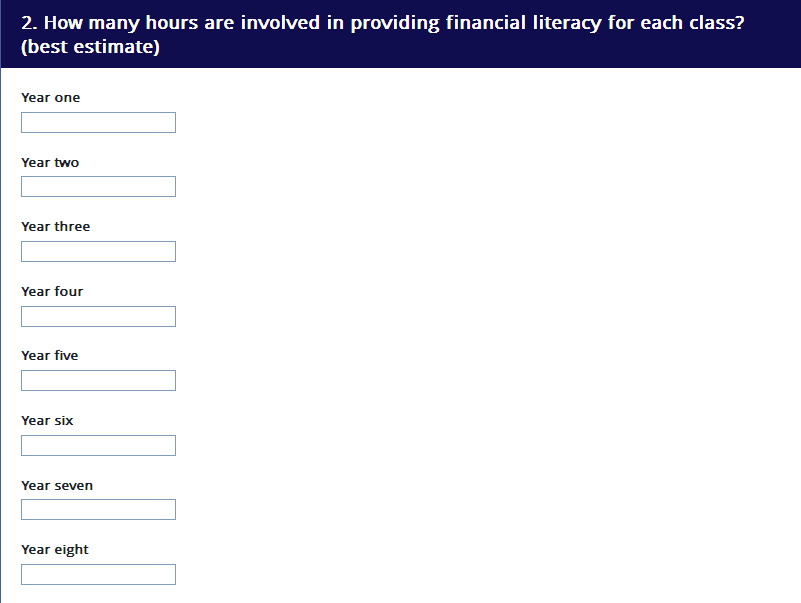 2. How many hours are involved in providing financial literacy for each class?
(best estimate)
Year one
Year two
Year three
Year four
Year five
Year six
Year seven
Year eight